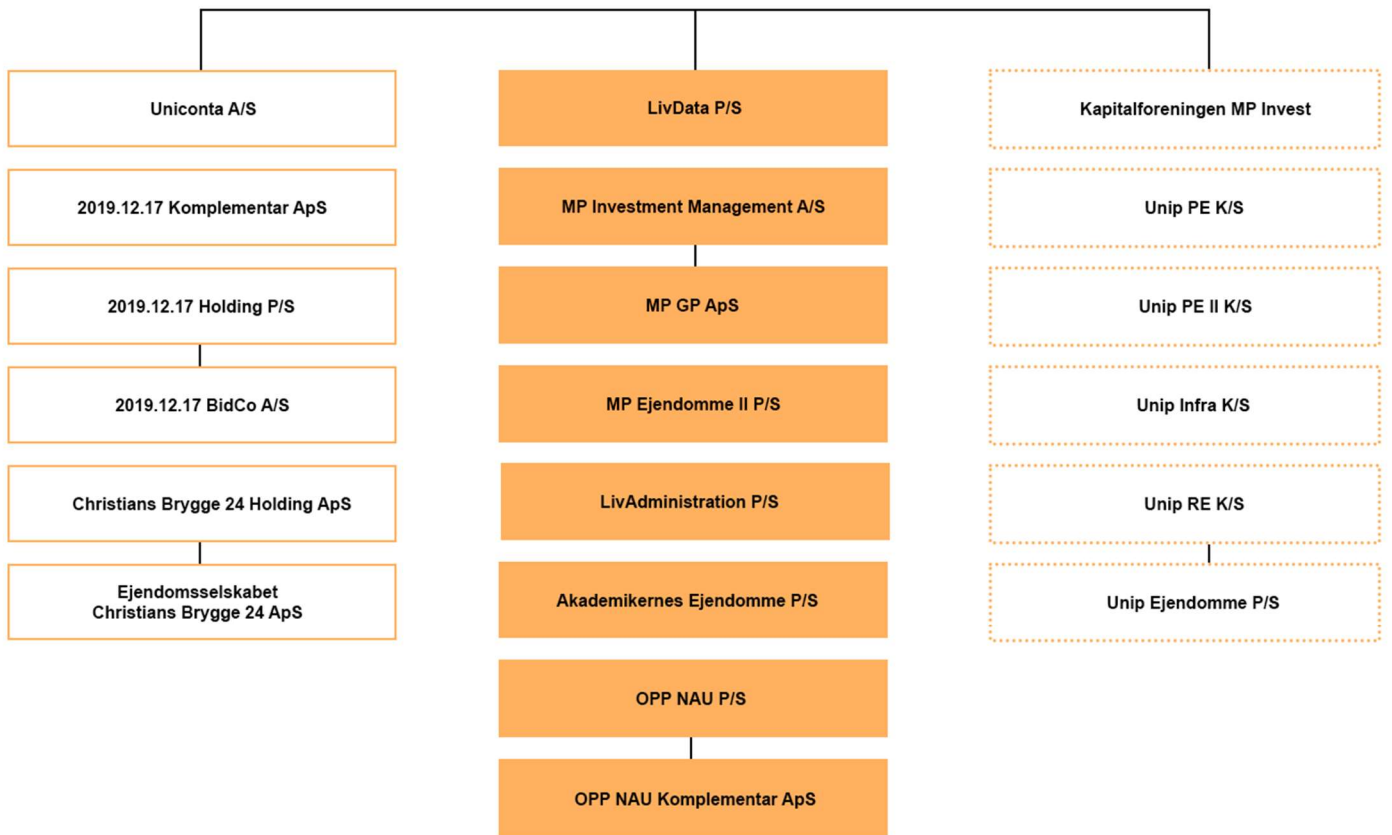 Uniconta A/S
2019.12.17 Komplementar ApS
2019.12.17 Holding P/S
2019.12.17 BidCo A/S
Christians Brygge 24 Holding ApS
Ejendomsselskabet
Christians Brygge 24 ApS
LivData P/S
MP Investment Management A/S
MP GP ApS
MP Ejendomme II P/S
LivAdministration P/S
Akademikernes Ejendomme P/S
OPP NAU P/S
OPP NAU Komplementar ApS
Kapitalforeningen MP Invest
Unip PE K/S
Unip PE II K/S
Unip Infra K/S
Unip RE K/S
Unip Ejendomme P/S